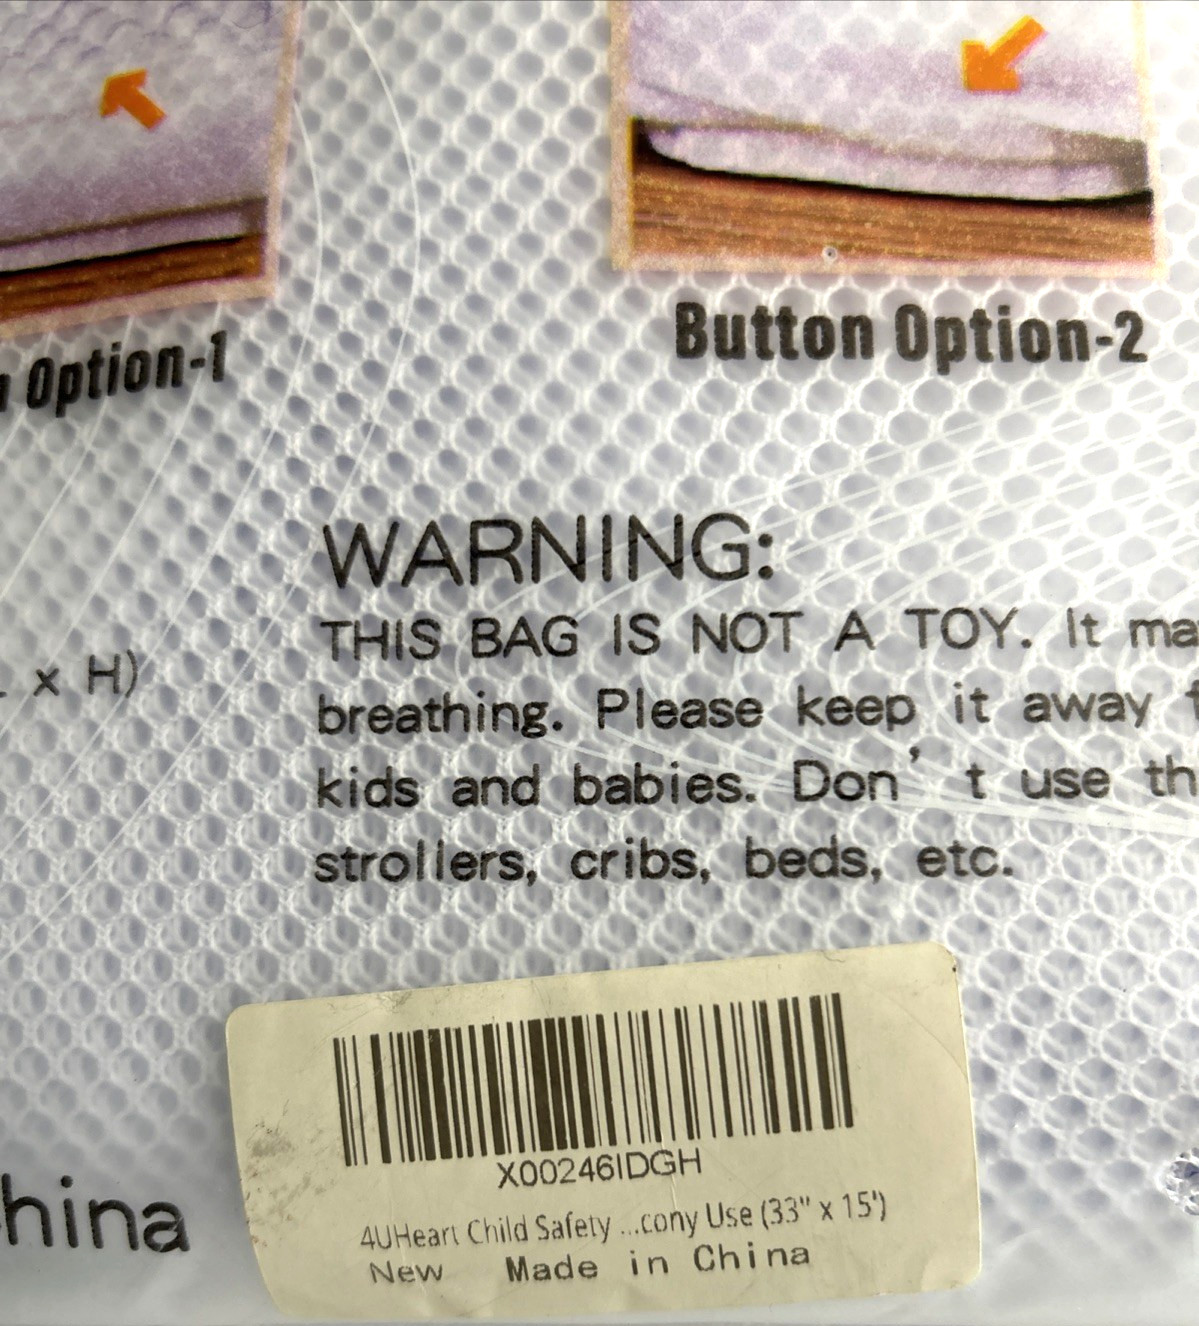 Option-1
Button Option-2
WARNING:
THIS BAG IS NOT A TOY. It
breathing. Please keep it away
x H)
kids and babies. Don't use
strollers, cribs, beds, etc.
X00246IDGH
4UHeart Child Safety ...cony Use (33" x 15')
New Made in China
hina